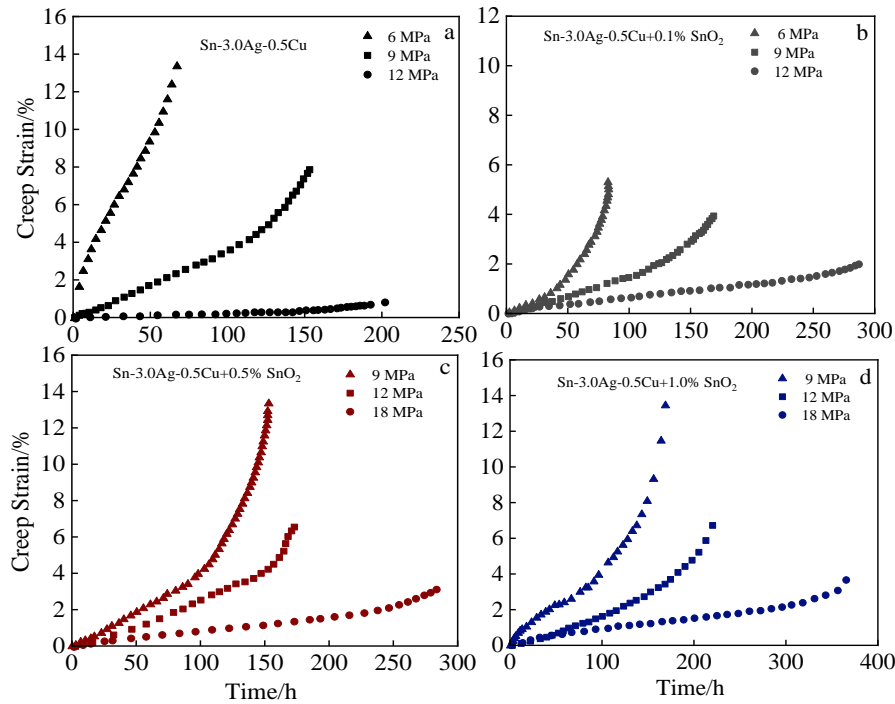 Sn-3.0Ag-0.5Cu
a
6 MPa
9 MPa
12 MPa
16
14
12
10
8
6
4
2
0
0
50
100
150
200
250
Creep Strain/%
Sn-3.0Ag-0.5Cu+0.1% SnO₂
b
6 MPa
9 MPa
12 MPa
12
10
8
6
4
2
0
0
50
100
150
200
250
300
Sn-3.0Ag-0.5Cu+0.5% SnO₂
c
9 MPa
12 MPa
18 MPa
16
14
12
10
8
6
4
2
0
0
50
100
150
200
250
300
Creep Strain/%
Time/h
Sn-3.0Ag-0.5Cu+1.0% SnO₂
d
9 MPa
12 MPa
18 MPa
16
14
12
10
8
6
4
2
0
0
100
200
300
400
Time/h